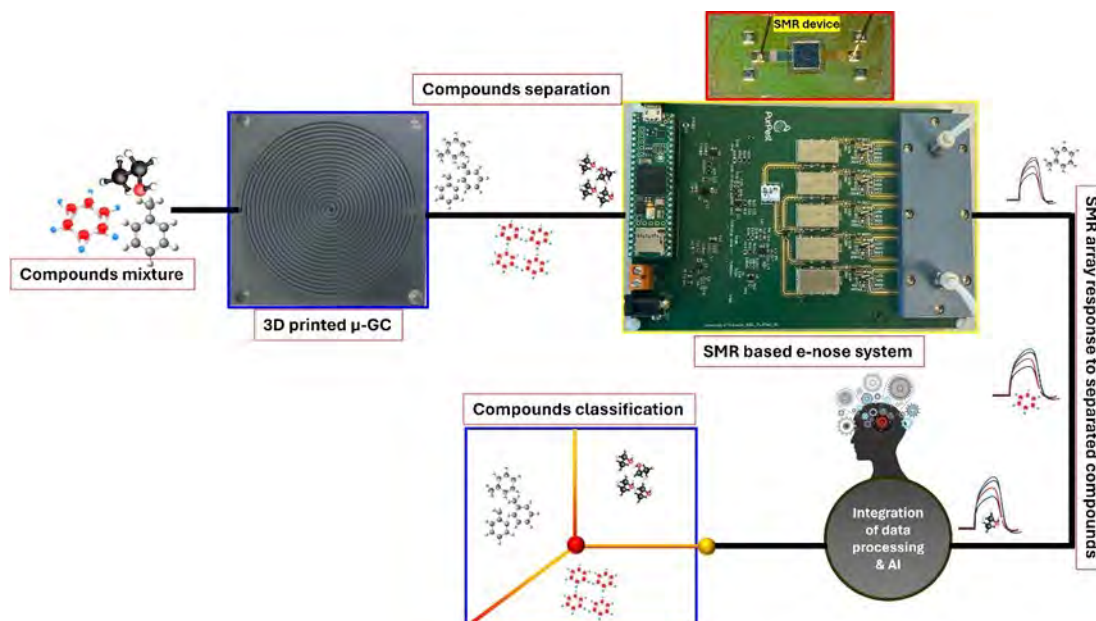 SMR device
Compounds separation
PurPest
Compounds mixture
3D printed µ-GC
SMR based e-nose system
SMR array response to separated compounds
Compounds classification
Integration
of data
processing
& AI